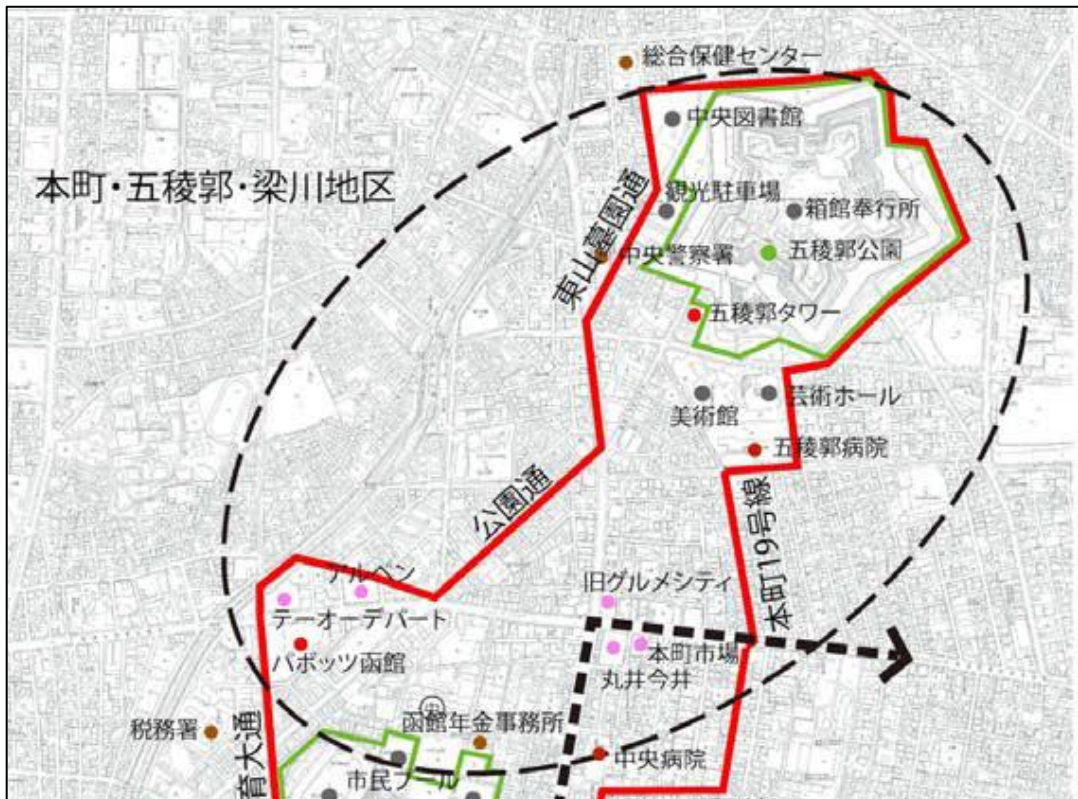 総合保健センター
中央図書館
本町・五稜郭・梁川地区
観光駐車場
箱館奉行所
東山墓園通
中央警察署
五稜郭公園
五稜郭タワー
美術館
芸術ホール
五稜郭病院
公園通
本町19号線
アルペン
旧グルメシティ
テーオーデパート
本町市場
パボッツ函館
丸井今井
函館年金事務所
税務署
中央病院
育大通
市民プール